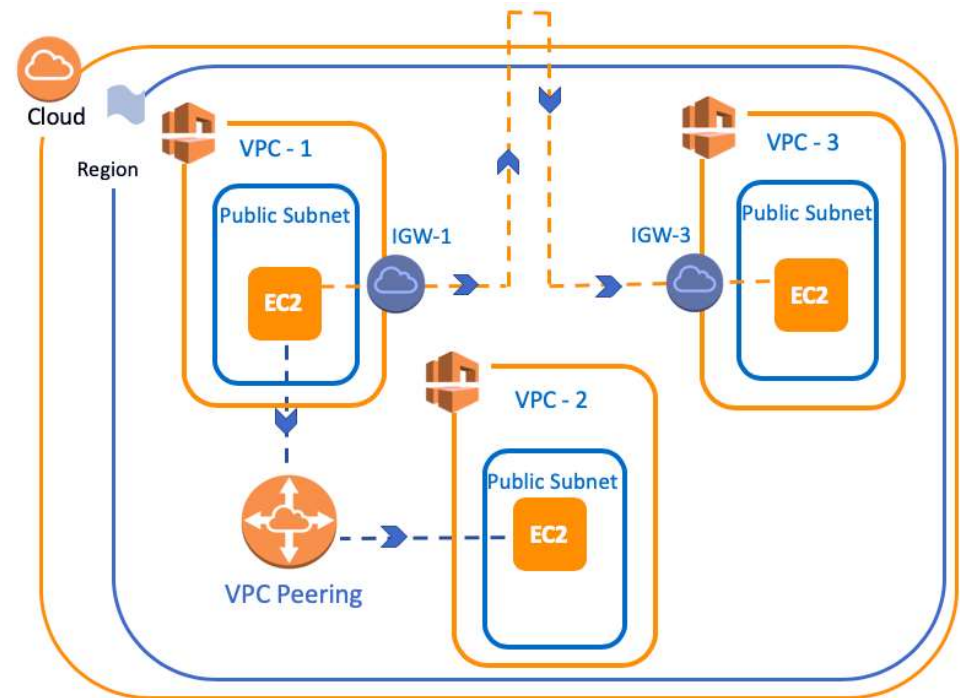 Cloud
Region
VPC - 1
Public Subnet
EC2
IGW-1
IGW-3
VPC - 3
Public Subnet
EC2
VPC - 2
Public Subnet
EC2
VPC Peering